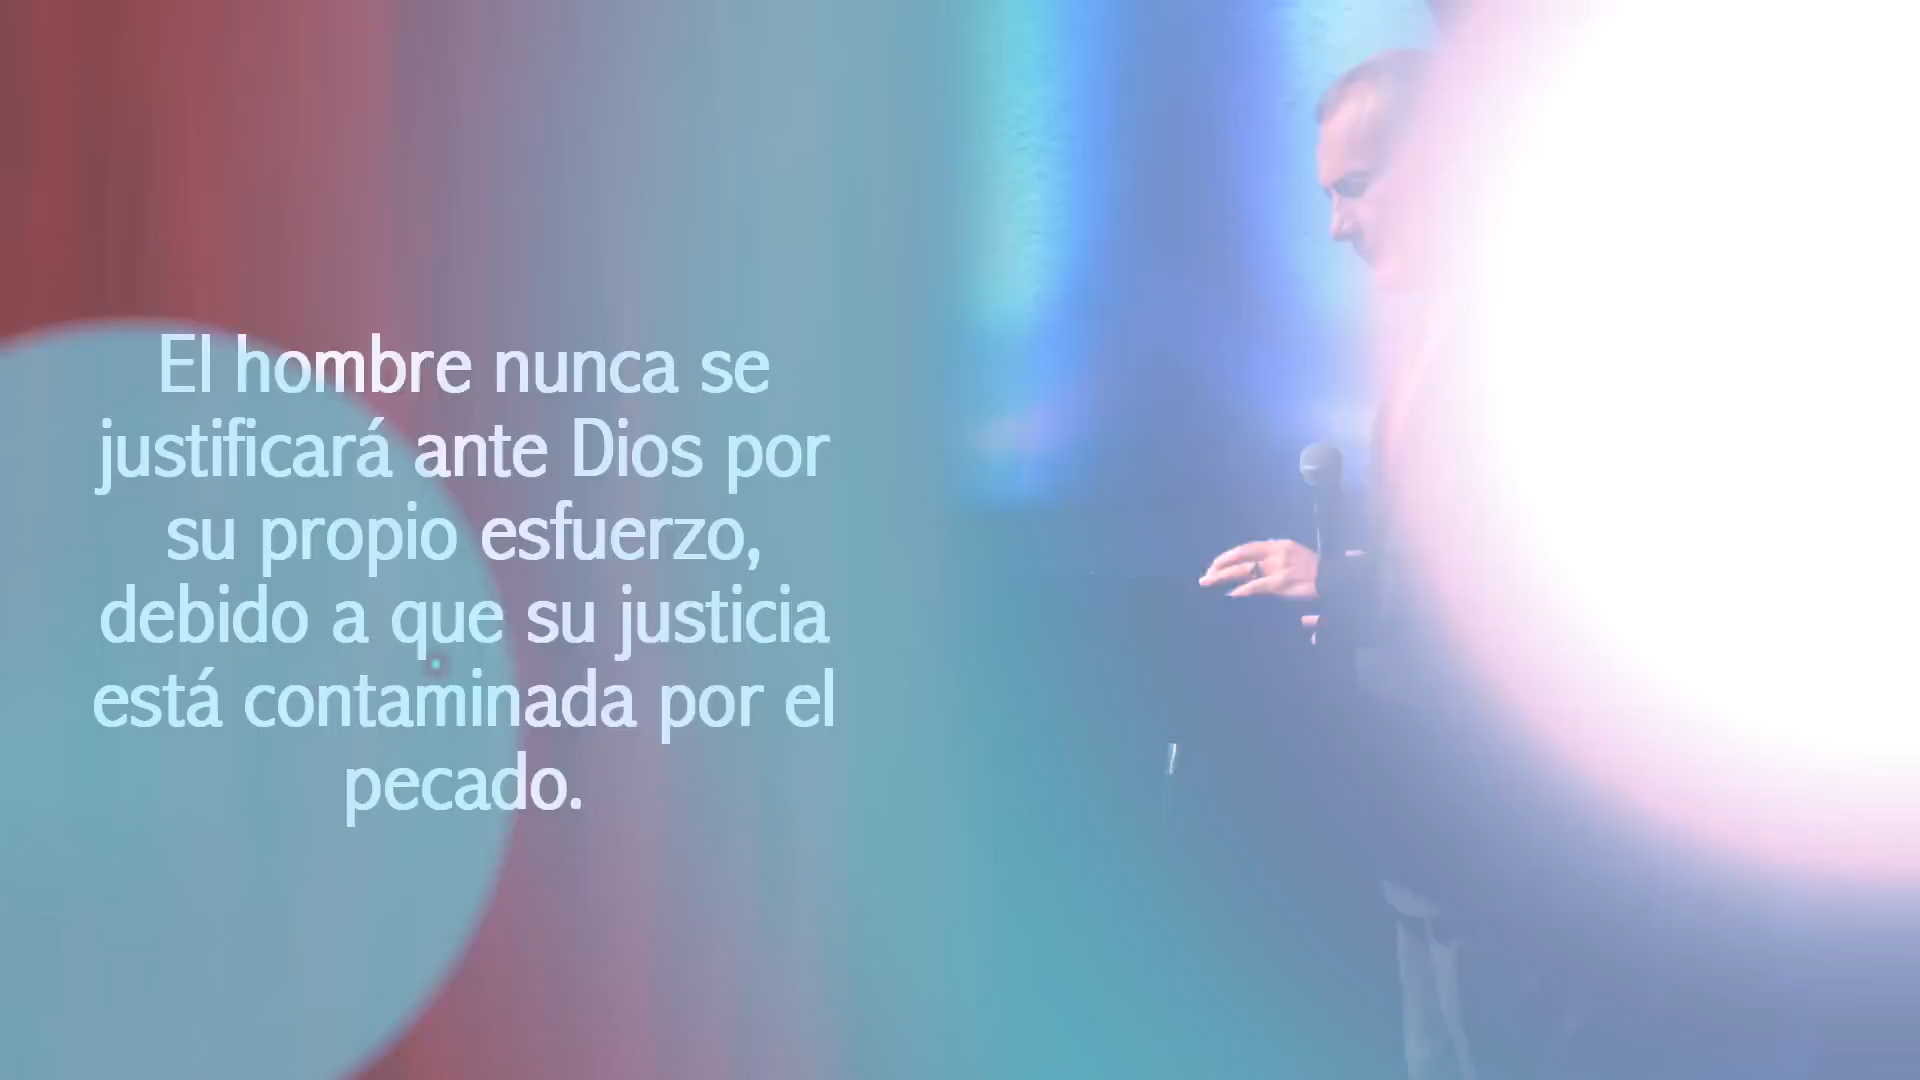 El hombre nunca se
justificará ante Dios por
su propio esfuerzo,
debido a que su justicia
está contaminada por el
pecado.